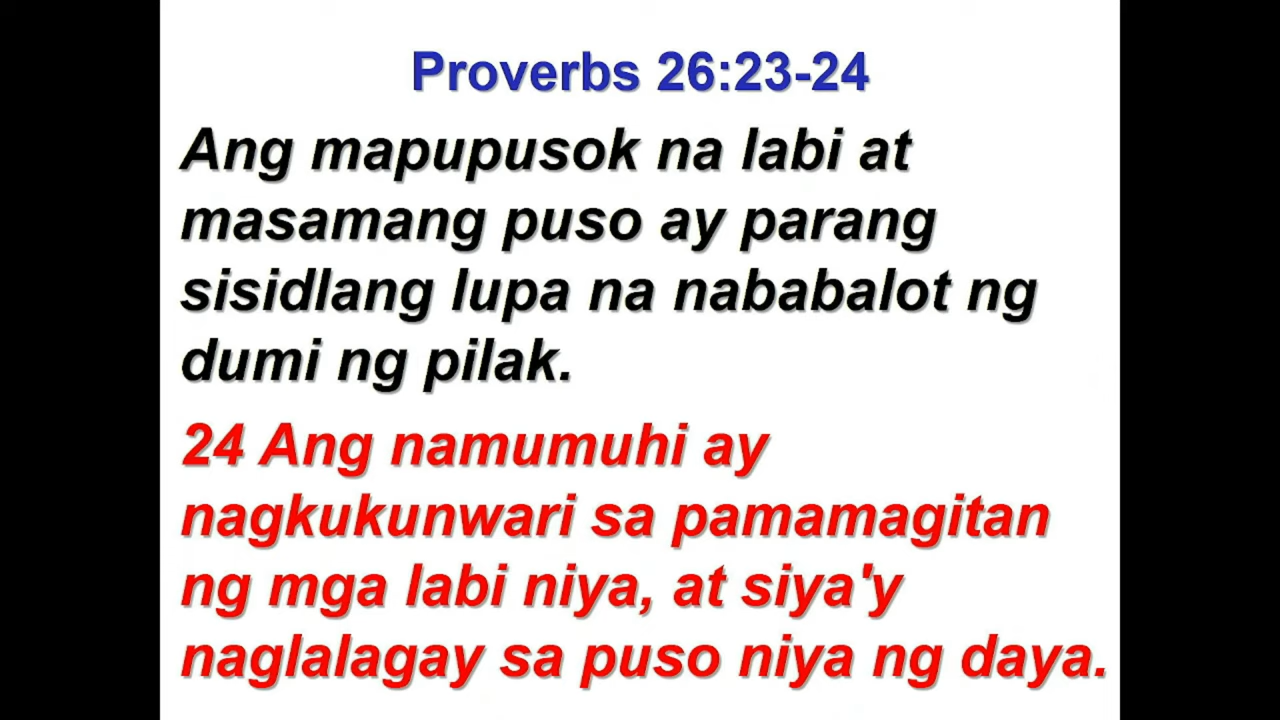 Proverbs 26:23-24
Ang mapupusok na labi at
masamang puso ay parang
sisidlang lupa na nababalot ng
dumi ng pilak.
24 Ang namumuhi ay
nagkukunwari sa pamamagitan
ng mga labi niya, at siya'y
naglalagay sa puso niya ng daya.